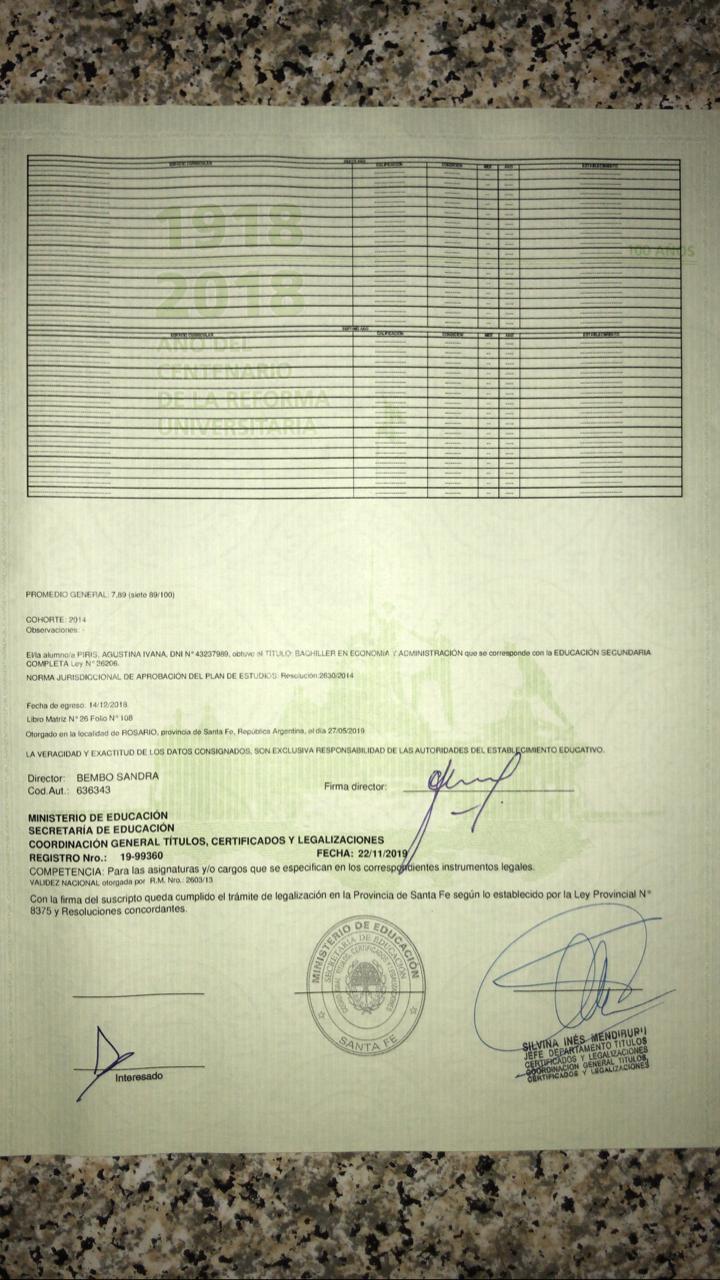 ESPACIO CURRICULAR CALIFICACIÓN CONDICIÓN MES AÑO ESTABLECIMIENTO
1918
100 AÑOS
2018
SEPTIMO AÑO
ESPACIO CURRICULAR CALIFICACIÓN CONDICIÓN MES AÑO ESTABLECIMIENTO
AÑO DEL
CENTENARIO
DE LA REFORMA
UNIVERSITARIA
PROMEDIO GENERAL: 7,89 (siete 89/100)
COHORTE: 2014
Observaciones: -
El/la alumno/a PIRIS, AGUSTINA IVANA, DNI N° 43237989, obtuvo el TITULO: BACHILLER EN ECONOMIA Y ADMINISTRACIÓN que se corresponde con la EDUCACIÓN SECUNDARIA
COMPLETA Ley N° 26206.
NORMA JURISDICCIONAL DE APROBACIÓN DEL PLAN DE ESTUDIOS: Resolución:2630/2014
Fecha de egreso: 14/12/2018
Libro Matriz N° 26 Folio N° 108
Otorgado en la localidad de ROSARIO, provincia de Santa Fe, República Argentina, el día 27/05/2019
LA VERACIDAD Y EXACTITUD DE LOS DATOS CONSIGNADOS, SON EXCLUSIVA RESPONSABILIDAD DE LAS AUTORIDADES DEL ESTABLECIMIENTO EDUCATIVO.
Director: BEMBO SANDRA
Cod.Aut.: 636343 Firma director:
MINISTERIO DE EDUCACIÓN
SECRETARÍA DE EDUCACIÓN
COORDINACIÓN GENERAL TÍTULOS, CERTIFICADOS Y LEGALIZACIONES
REGISTRO Nro.: 19-99360 FECHA: 22/11/2019
COMPETENCIA: Para las asignaturas y/o cargos que se especifican en los correspondientes instrumentos legales.
VALIDEZ NACIONAL otorgada por R.M. Nro.: 2603/13
Con la firma del suscripto queda cumplido el trámite de legalización en la Provincia de Santa Fe según lo establecido por la Ley Provincial N°
8375 y Resoluciones concordantes.
MINISTERIO DE EDUCACIÓN
SECRETARIA DE EDUCACIÓN
SANTA FE
Interesado
SILVINA INÉS
JEFE DEPARTAMENTO TITULOS
CERTIFICADOS Y LEGALIZACIONES
COORDINACION GENERAL TITULOS,
CERTIFICADOS Y LEGALIZACIONES